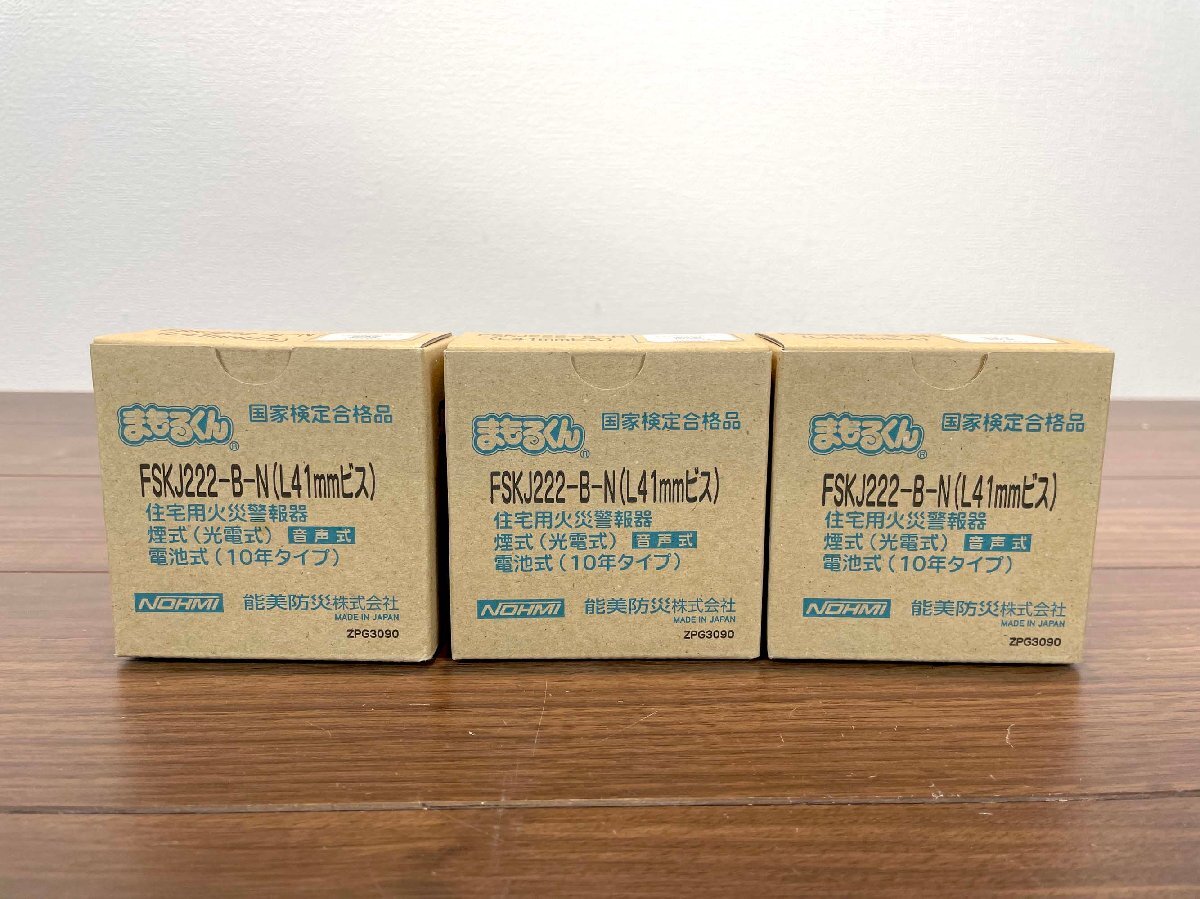 まもるくん®
国家検定合格品
FSKJ222-B-N(L41mmビス)
住宅用火災警報器
煙式(光電式) 音声式
電池式(10年タイプ)
NOHMI 能美防災株式会社
MADE IN JAPAN
ZPG3090
まもるくん®
国家検定合格品
FSKJ222-B-N(L41mmビス)
住宅用火災警報器
煙式(光電式) 音声式
電池式(10年タイプ)
NOHMI 能美防災株式会社
MADE IN JAPAN
ZPG3090
まもるくん®
国家検定合格品
FSKJ222-B-N(L41mmビス)
住宅用火災警報器
煙式(光電式) 音声式
電池式(10年タイプ)
NOHMI 能美防災株式会社
MADE IN JAPAN
ZPG3090